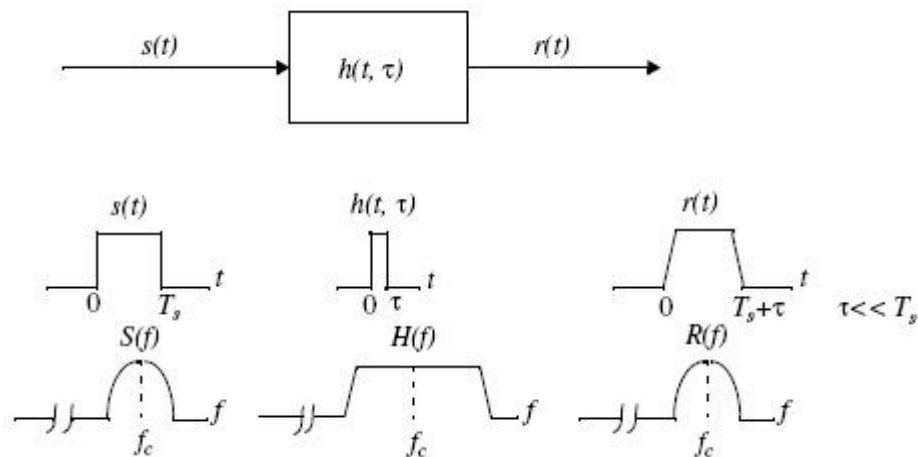 s(t) h(t, τ) r(t)
s(t) h(t, τ) r(t)
t t t
0 T_s 0 τ 0 T_s+τ τ<< T_s
S(f) H(f) R(f)
f f f
f_c f_c f_c